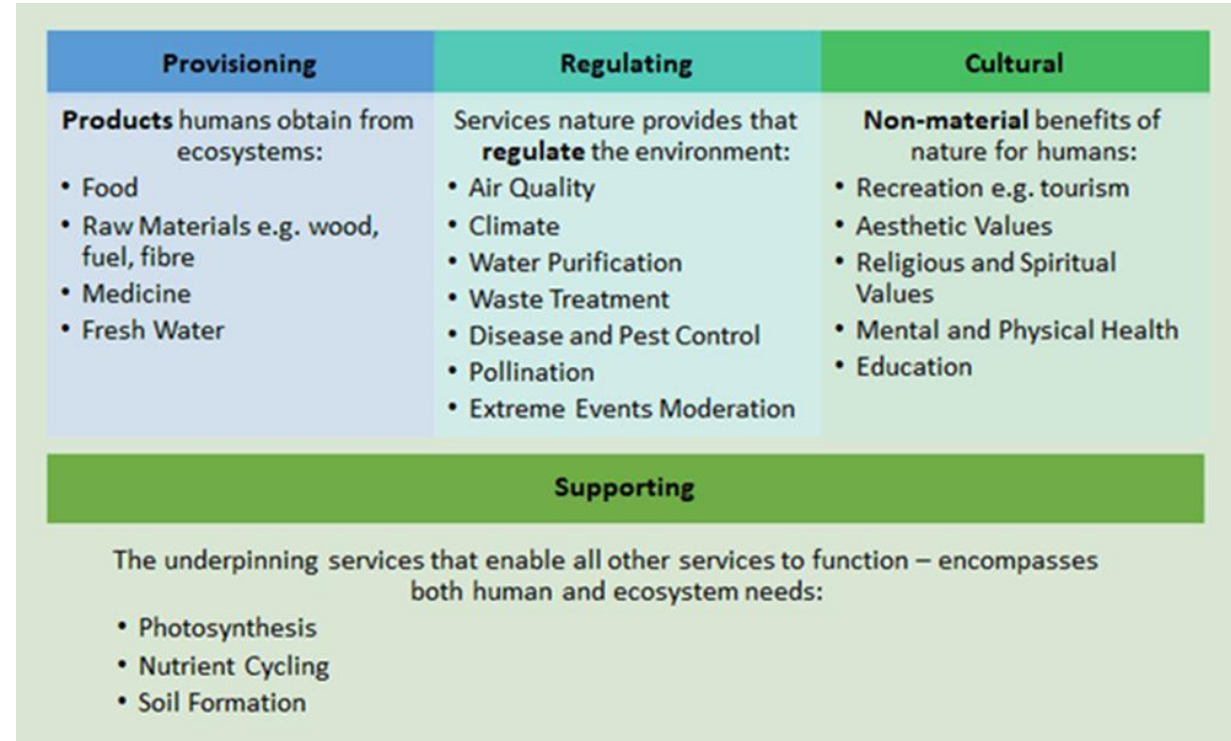 Provisioning
Products humans obtain from
ecosystems:
• Food
• Raw Materials e.g. wood,
fuel, fibre
• Medicine
• Fresh Water
Regulating
Services nature provides that
regulate the environment:
• Air Quality
• Climate
• Water Purification
• Waste Treatment
• Disease and Pest Control
• Pollination
• Extreme Events Moderation
Cultural
Non-material benefits of
nature for humans:
• Recreation e.g. tourism
• Aesthetic Values
• Religious and Spiritual
Values
• Mental and Physical Health
• Education
Supporting
The underpinning services that enable all other services to function – encompasses
both human and ecosystem needs:
• Photosynthesis
• Nutrient Cycling
• Soil Formation